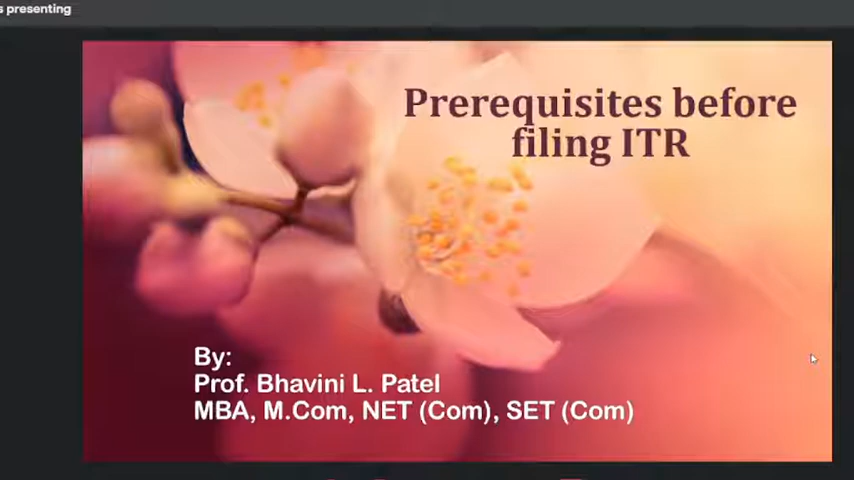 presenting
Prerequisites before
filing ITR
By:
Prof. Bhavini L. Patel
MBA, M.Com, NET (Com), SET (Com)